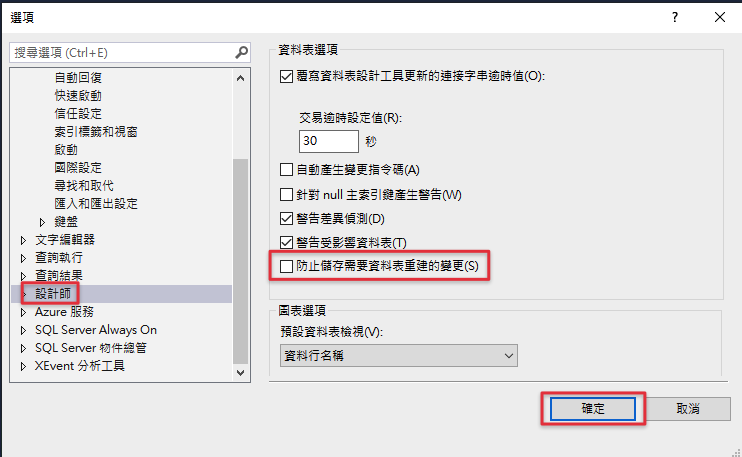 選項
搜尋選項 (Ctrl+E)
自動回復
快速啟動
信任設定
索引標籤和視窗
啟動
國際設定
尋找和取代
匯入和匯出設定
鍵盤
文字編輯器
查詢執行
查詢結果
設計師
Azure 服務
SQL Server Always On
SQL Server 物件總管
XEvent 分析工具
資料表選項
覆寫資料表設計工具更新的連接字串逾時值(O):
交易逾時設定值(R):
30 秒
自動產生變更指令碼(A)
針對 null 主索引鍵產生警告(W)
警告差異偵測(D)
警告受影響資料表(T)
防止儲存需要資料表重建的變更(S)
圖表選項
預設資料表檢視(V):
資料行名稱
確定
取消